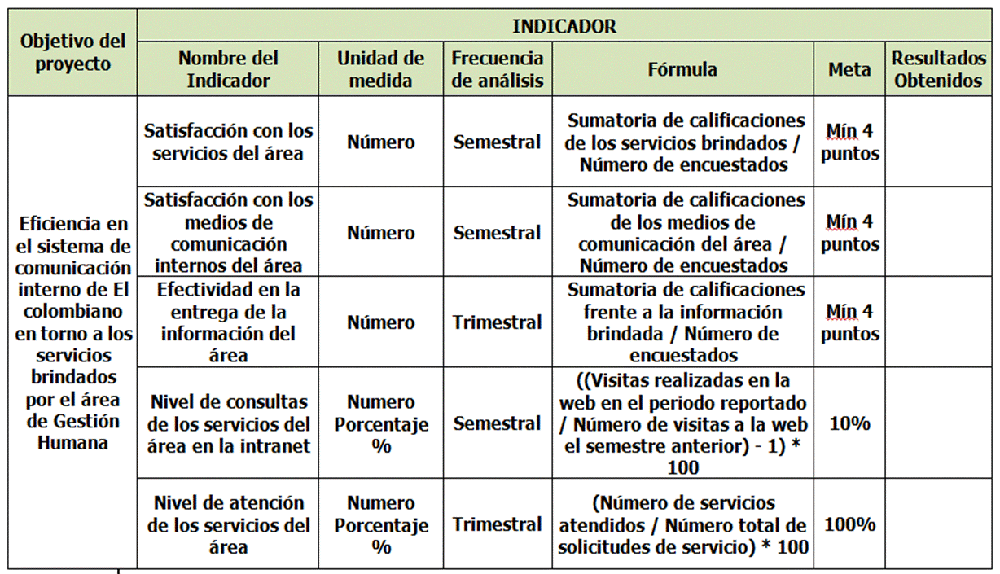 Objetivo del
proyecto
INDICADOR
Nombre del
Indicador
Unidad de
medida
Frecuencia
de análisis
Fórmula
Meta
Resultados
Obtenidos
Eficiencia en
el sistema de
comunicación
interno de El
colombiano
en torno a los
servicios
brindados
por el área
de Gestión
Humana
Satisfacción con los
servicios del área
Número
Semestral
Sumatoria de calificaciones
de los servicios brindados /
Número de encuestados
Mín 4
puntos
Satisfacción con los
medios de
comunicación
internos del área
Número
Semestral
Sumatoria de calificaciones
de los medios de
comunicación del área /
Número de encuestados
Mín 4
puntos
Efectividad en la
entrega de la
información del
área
Número
Trimestral
Sumatoria de calificaciones
frente a la información
brindada / Número de
encuestados
Mín 4
puntos
Nivel de consultas
de los servicios del
área en la intranet
Numero
Porcentaje
%
Semestral
((Visitas realizadas en la
web en el periodo reportado
/ Número de visitas a la web
el semestre anterior) - 1) *
100
10%
Nivel de atención
de los servicios del
área
Numero
Porcentaje
%
Trimestral
(Número de servicios
atendidos / Número total de
solicitudes de servicio) * 100
100%